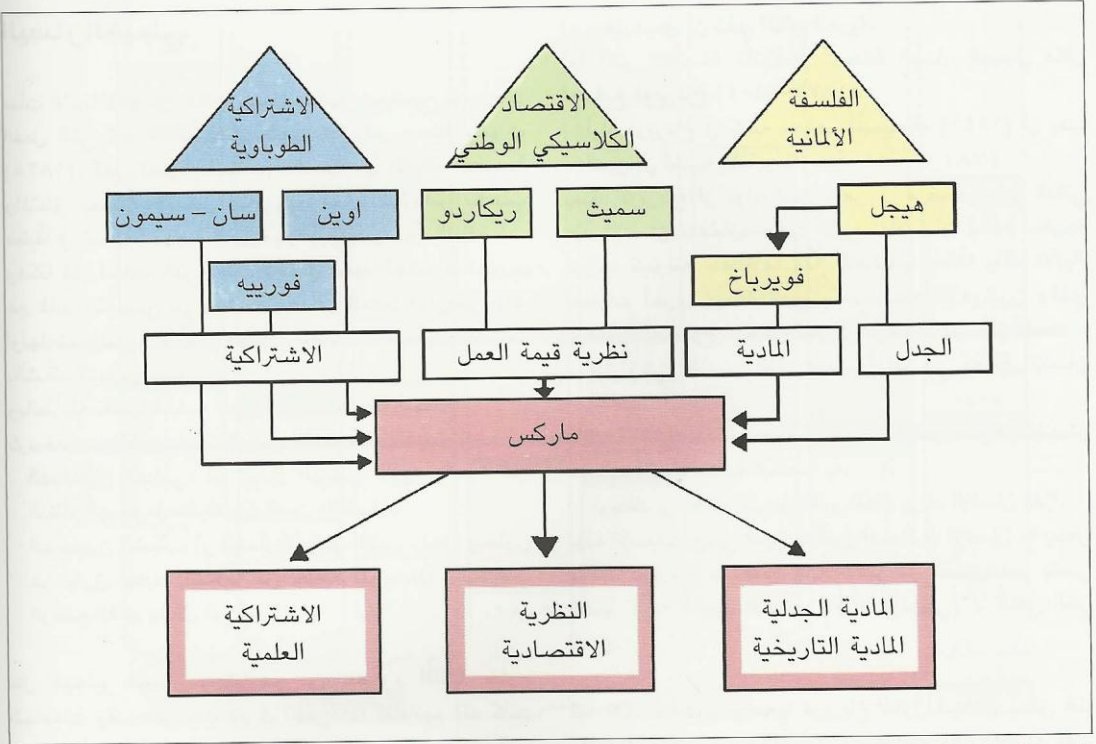 الفلسفة
الألمانية
الاقتصاد
الكلاسيكي الوطني
الاشتراكية
الطوباوية
هيجل
سميث
ريكاردو
اوين
سان - سيمون
فويرباخ
فورييه
الجدل
المادية
نظرية قيمة العمل
الاشتراكية
ماركس
المادية الجدلية
المادية التاريخية
النظرية
الاقتصادية
الاشتراكية
العلمية